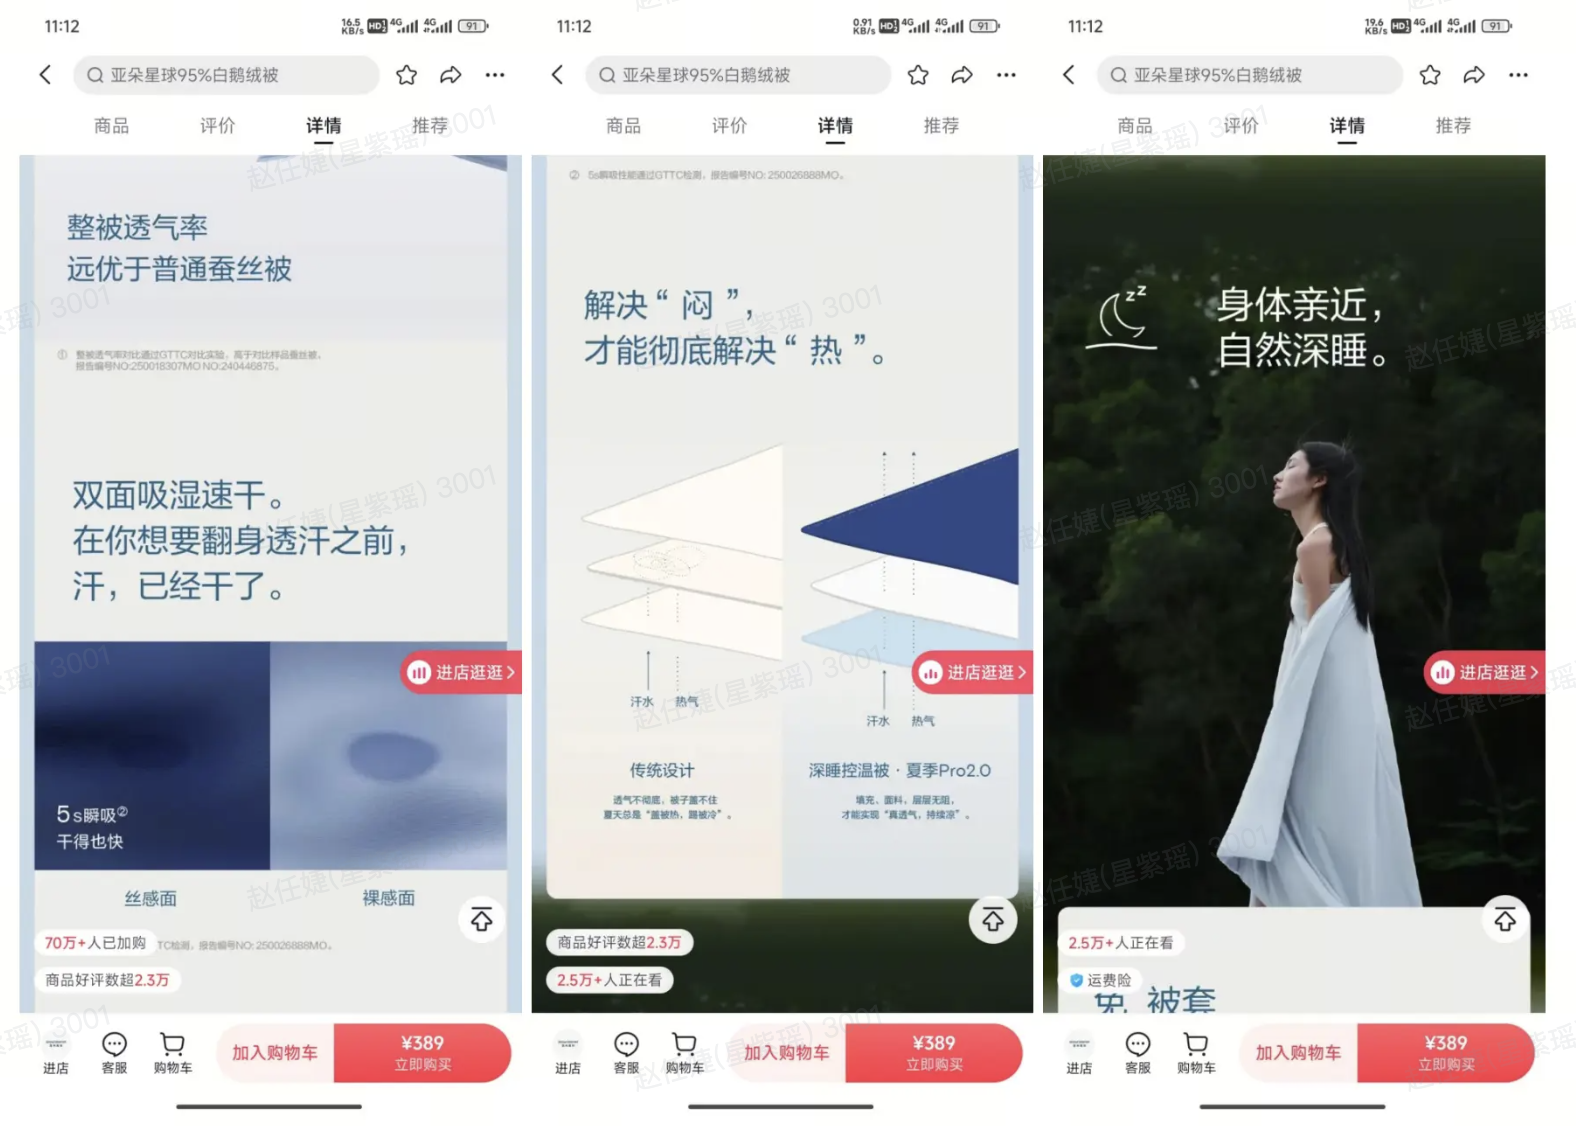 11:12
16.5 KB/s HD 4G 4G 91
亚朵星球95%白鹅绒被
商品 评价 详情 推荐
整被透气率
远优于普通蚕丝被
① 整被透气率对比通过GTTC对比实验，高于对比样品蚕丝被。
报告编号NO:250018307MO NO:240446875。
双面吸湿速干。
在你想要翻身透汗之前，
汗，已经干了。
进店逛逛
5s瞬吸②
干得也快
丝感面 裸感面
70万+人已加购
TC检测，报告编号NO: 250026888MO。
商品好评数超2.3万
进店 客服 购物车 加入购物车 ¥389 立即购买
11:12
0.91 KB/s HD 4G 4G 91
亚朵星球95%白鹅绒被
商品 评价 详情 推荐
② 5s瞬吸性能通过GTTC检测，报告编号NO: 250026888MO。
解决“闷”，
才能彻底解决“热”。
进店逛逛
汗水 热气
汗水 热气
传统设计
透气不彻底，被子盖不住
夏天总是“盖被热，踢被冷”。
深睡控温被·夏季Pro2.0
填充、面料，层层无阻，
才能实现“真透气，持续凉”。
商品好评数超2.3万
2.5万+人正在看
进店 客服 购物车 加入购物车 ¥389 立即购买
11:12
19.6 KB/s HD 4G 4G 91
亚朵星球95%白鹅绒被
商品 评价 详情 推荐
zz
身体亲近，
自然深睡。
进店逛逛
2.5万+人正在看
运费险
免 被套
进店 客服 购物车 加入购物车 ¥389 立即购买
赵任婕(星紫瑶) 3001